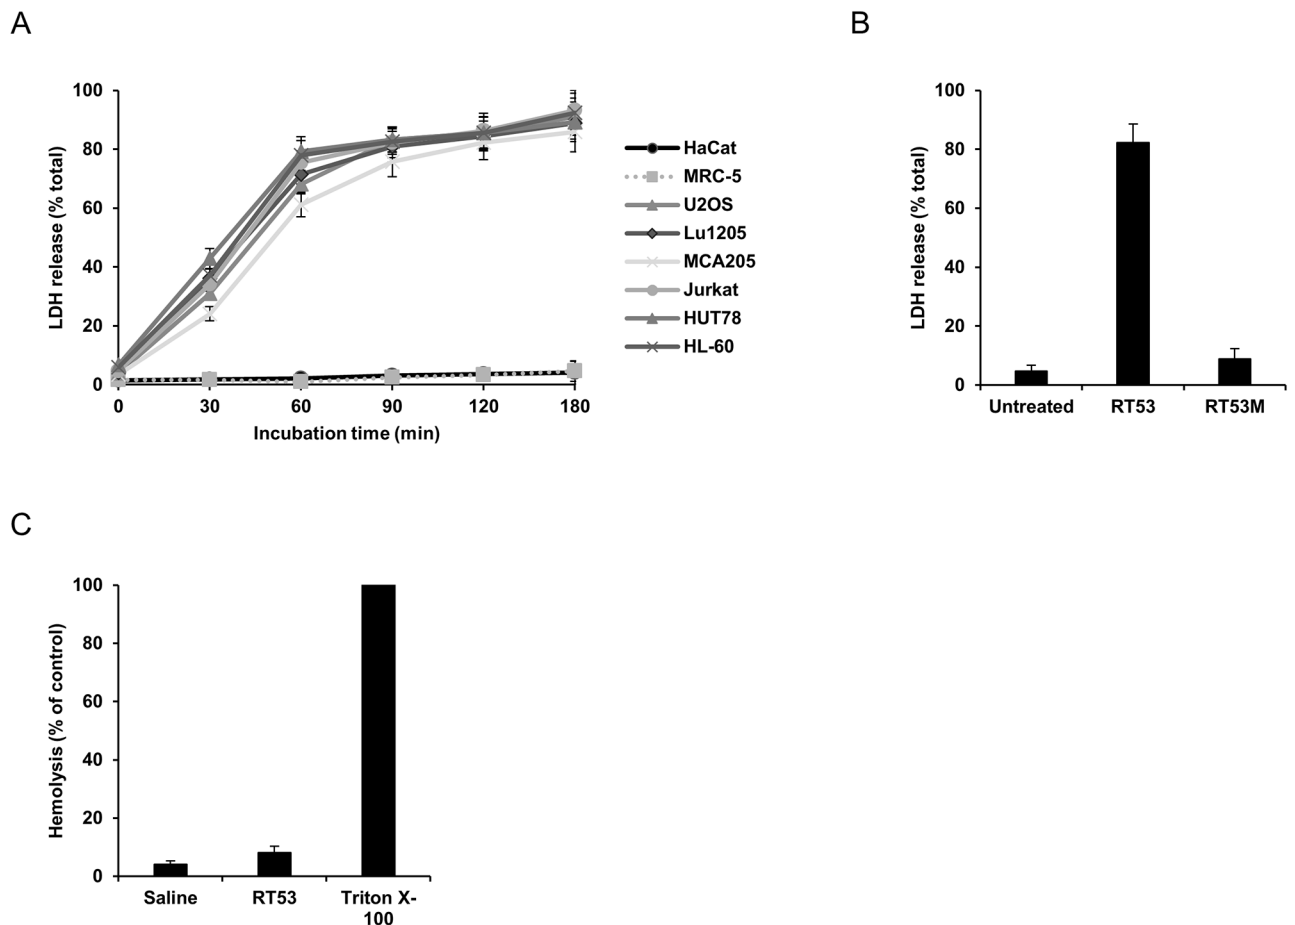 A
LDH release (% total)
100
80
60
40
20
0
0 30 60 90 120 180
Incubation time (min)
HaCat
MRC-5
U2OS
Lu1205
MCA205
Jurkat
HUT78
HL-60
B
LDH release (% total)
100
80
60
40
20
0
Untreated RT53 RT53M
C
Hemolysis (% of control)
100
80
60
40
20
0
Saline RT53 Triton X-
100